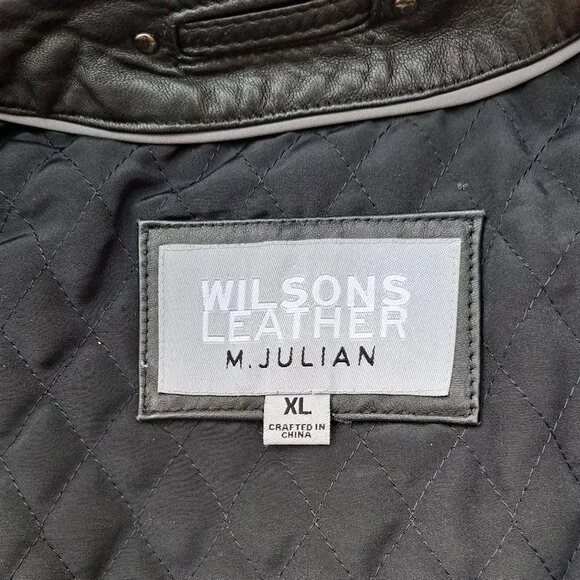 WILSONS
LEATHER
M.JULIAN
XL
CRAFTED IN
CHINA